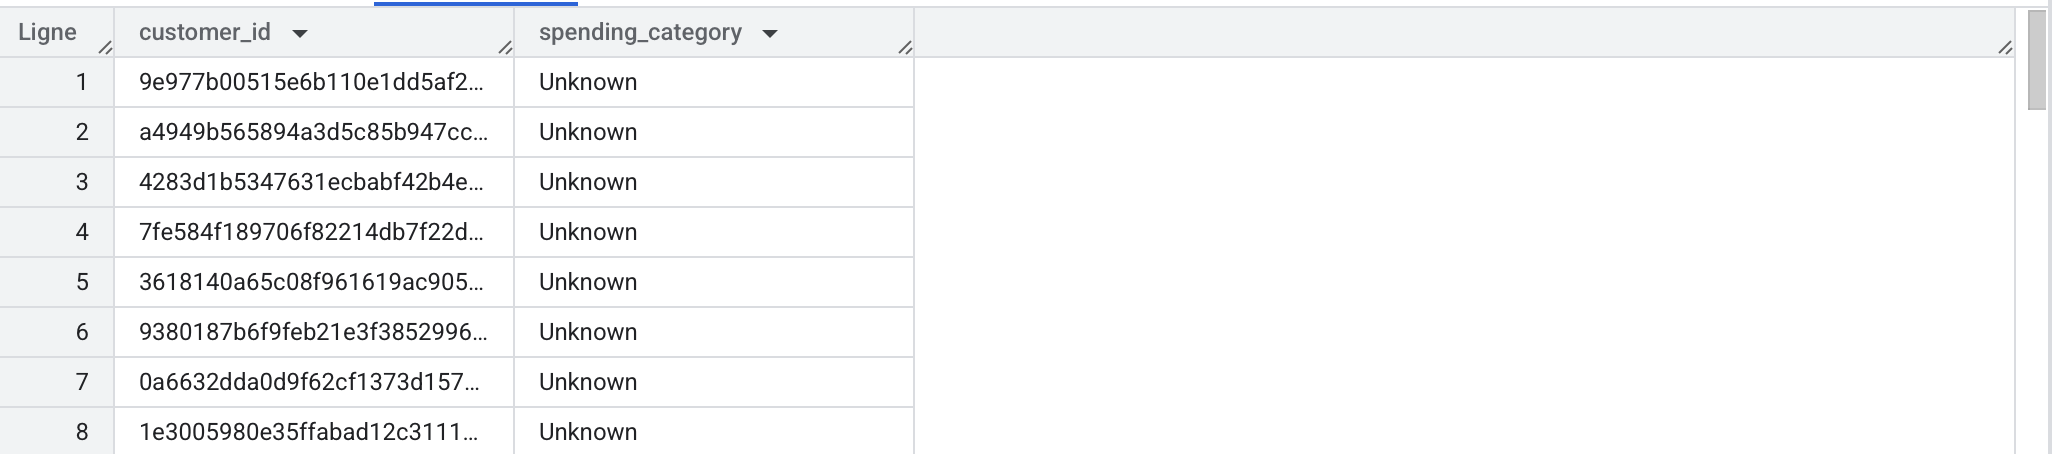 Ligne customer_id spending_category
1 9e977b00515e6b110e1dd5af2... Unknown
2 a4949b565894a3d5c85b947cc... Unknown
3 4283d1b5347631ecbabf42b4e... Unknown
4 7fe584f189706f82214db7f22d... Unknown
5 3618140a65c08f961619ac905... Unknown
6 9380187b6f9feb21e3f3852996... Unknown
7 0a6632dda0d9f62cf1373d157... Unknown
8 1e3005980e35ffabad12c3111... Unknown